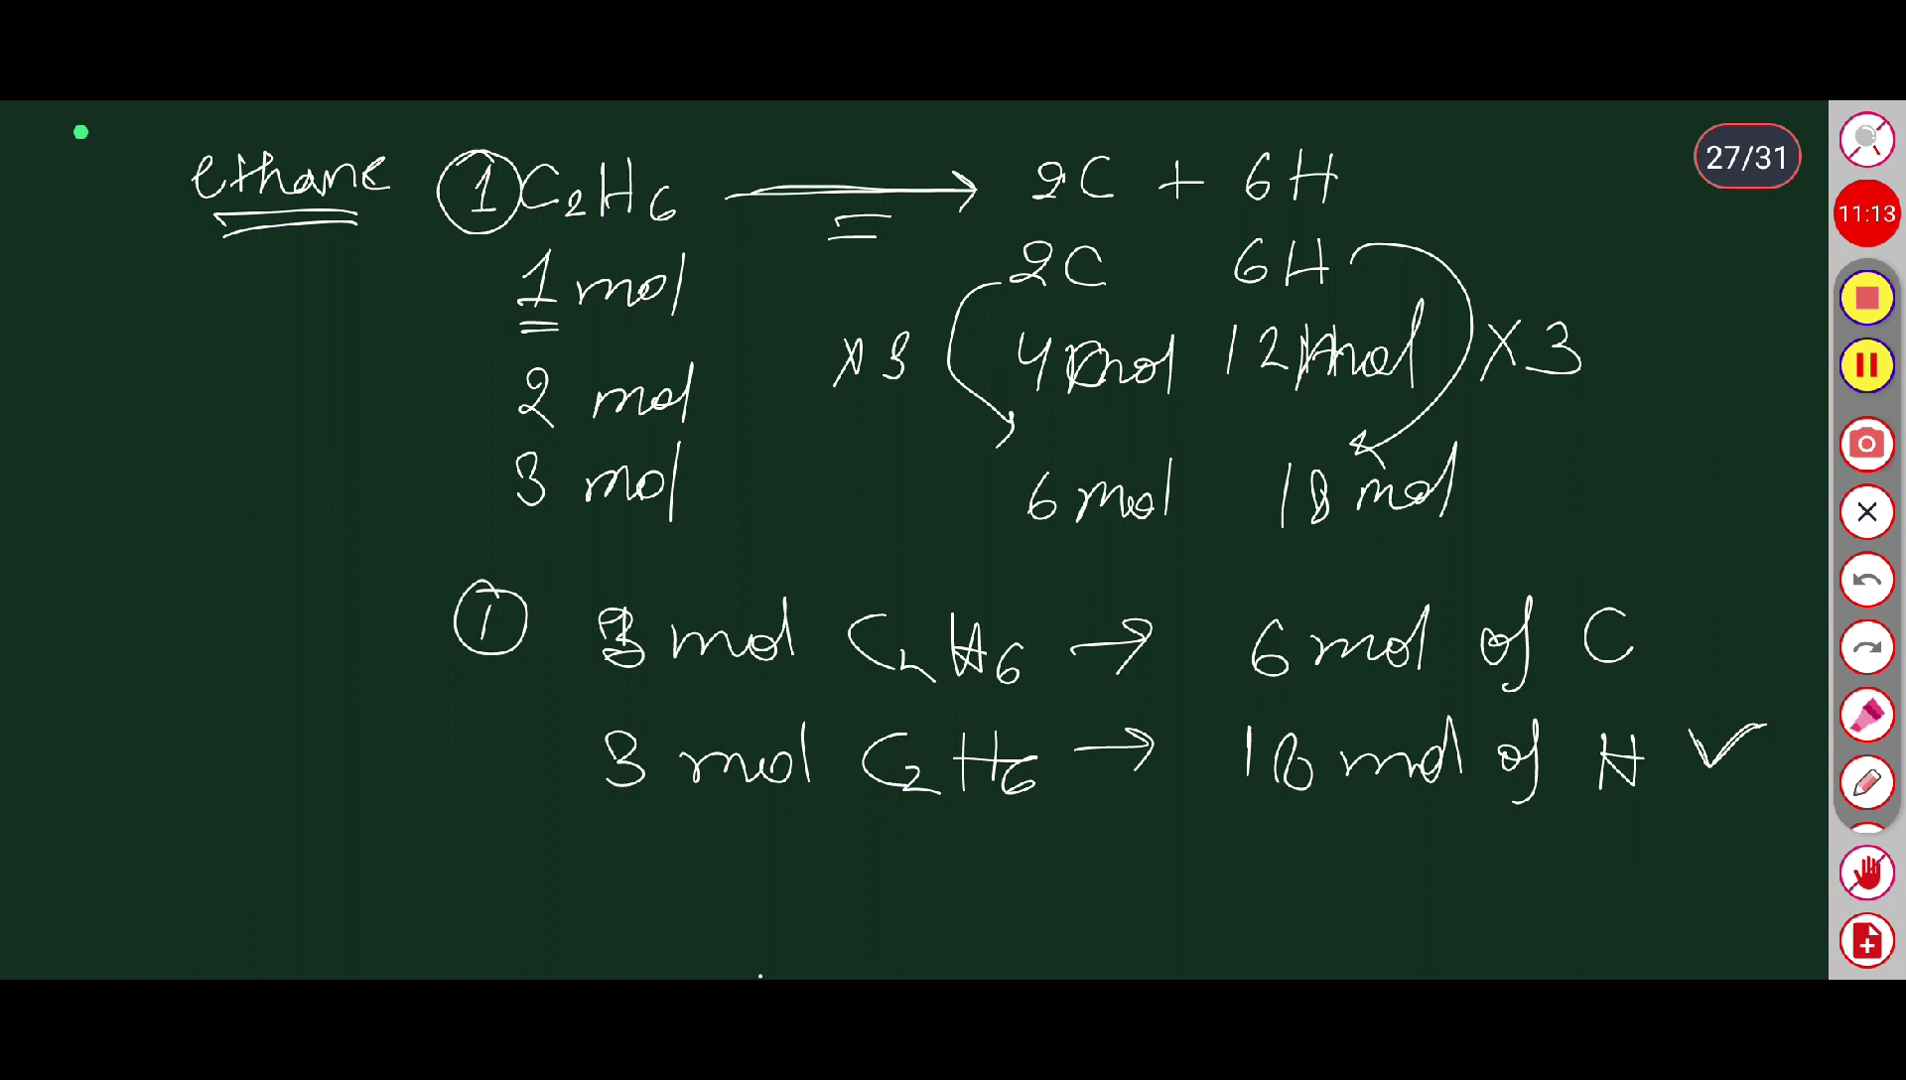 ethane ① C₂H₆ ⟶ 2C + 6H 27/31
11:13
1 mol 2C 6H
2 mol x3 4 mol 12 mol x3
3 mol 6 mol 18 mol
① 3 mol C₂H₆ → 6 mol of C
3 mol C₂H₆ → 18 mol of H ✓